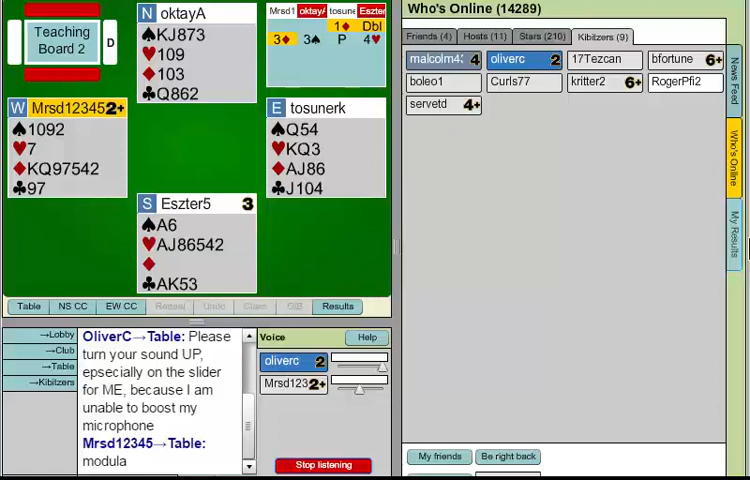 Teaching
Board 2
D
N oktayA
♠KJ873
♥109
♦103
♣Q862
Mrsd1 oktayA tosune Eszter
1♦ Dbl
3♦ 3♠ P 4♥
W Mrsd12345 2+
♠1092
♥7
♦KQ97542
♣97
E tosunerk
♠Q54
♥KQ3
♦AJ86
♣J104
S Eszter5 3
♠A6
♥AJ86542
♦
♣AK53
Table NS CC EW CC Reveal Undo Claim GIB Results
→Lobby
→Club
→Table
→Kibitzers
OliverC→Table: Please
turn your sound UP,
epsecially on the slider
for ME, because I am
unable to boost my
microphone
Mrsd12345→Table:
modula
Voice Help
oliverc 2
Mrsd123 2+
Stop listening
Who's Online (14289)
Friends (4) Hosts (11) Stars (210) Kibitzers (9)
4 oliverc 2 17Tezcan bfortune 6+
boleo1 Curls77 kritter2 6+ RogerPfi2
servetd 4+
News Feed
Who's Online
My Results
My friends Be right back